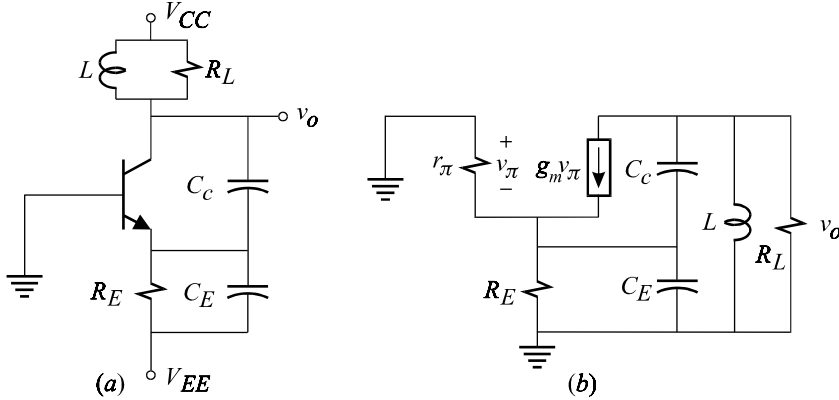 V_CC
L
R_L
v_o
C_c
R_E
C_E
V_EE
(a)
r_π
+
v_π
−
g_m v_π
C_c
L
R_L
v_o
R_E
C_E
(b)